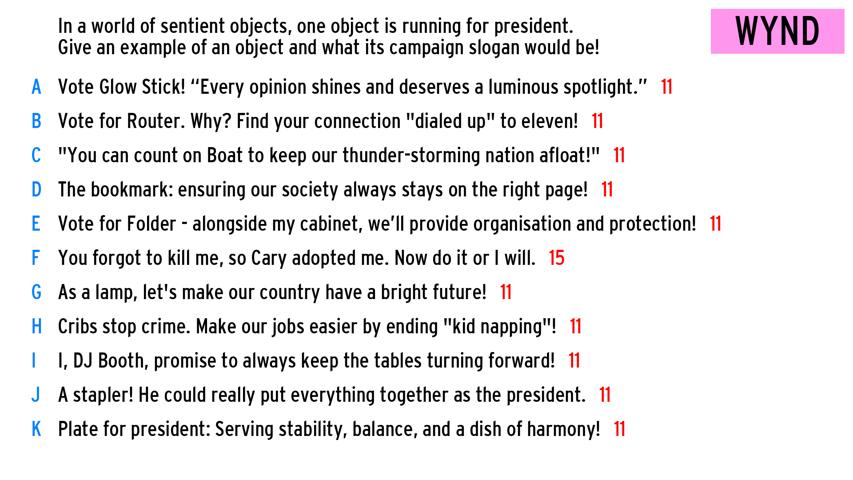 In a world of sentient objects, one object is running for president.
Give an example of an object and what its campaign slogan would be!
WYND
A Vote Glow Stick! “Every opinion shines and deserves a luminous spotlight.” 11
B Vote for Router. Why? Find your connection "dialed up" to eleven! 11
C "You can count on Boat to keep our thunder-storming nation afloat!" 11
D The bookmark: ensuring our society always stays on the right page! 11
E Vote for Folder - alongside my cabinet, we’ll provide organisation and protection! 11
F You forgot to kill me, so Cary adopted me. Now do it or I will. 15
G As a lamp, let's make our country have a bright future! 11
H Cribs stop crime. Make our jobs easier by ending "kid napping"! 11
I I, DJ Booth, promise to always keep the tables turning forward! 11
J A stapler! He could really put everything together as the president. 11
K Plate for president: Serving stability, balance, and a dish of harmony! 11